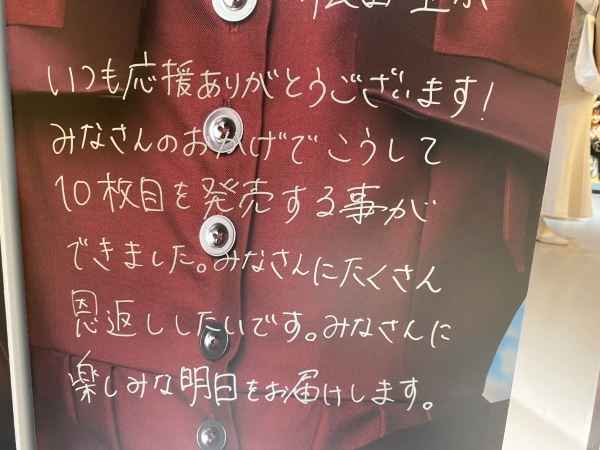 いつも応援ありがとうございます!
みなさんのおかげでこうして
10枚目を発売する事が
できました。みなさんにたくさん
恩返ししたいです。みなさんに
楽しみな明日をお届けします。